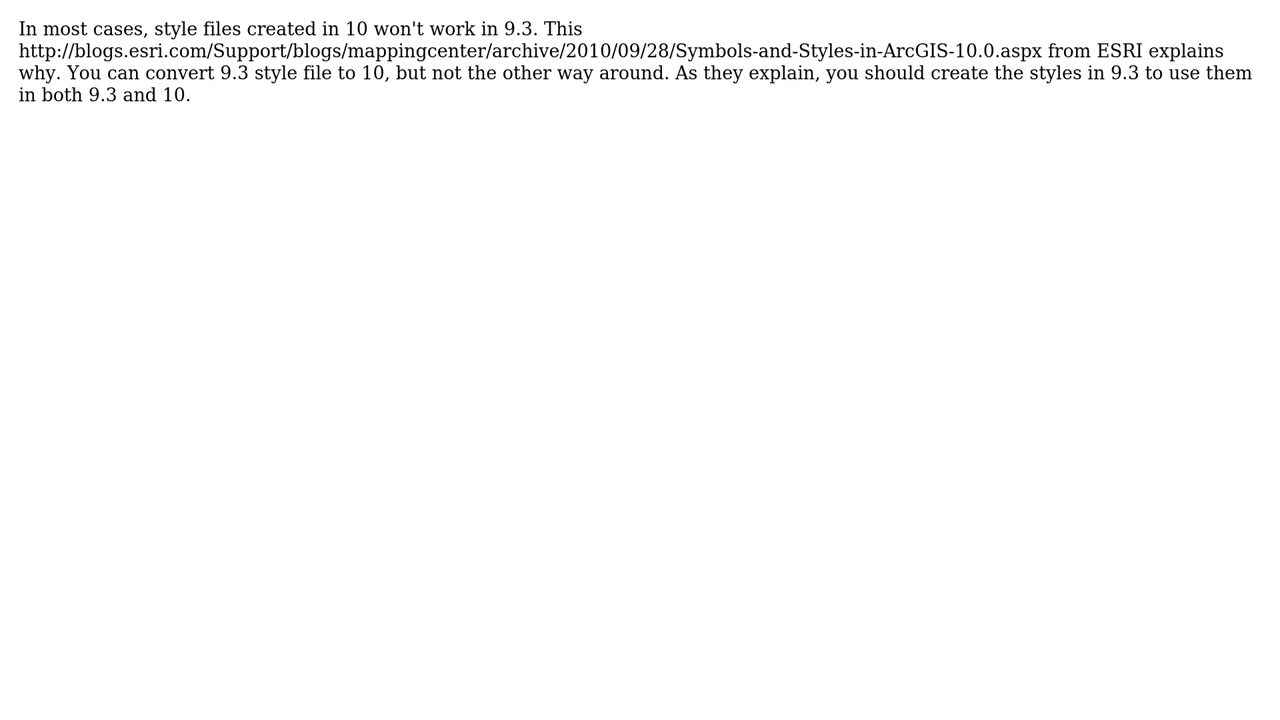 In most cases, style files created in 10 won't work in 9.3. This
http://blogs.esri.com/Support/blogs/mappingcenter/archive/2010/09/28/Symbols-and-Styles-in-ArcGIS-10.0.aspx from ESRI explains
why. You can convert 9.3 style file to 10, but not the other way around. As they explain, you should create the styles in 9.3 to use them
in both 9.3 and 10.